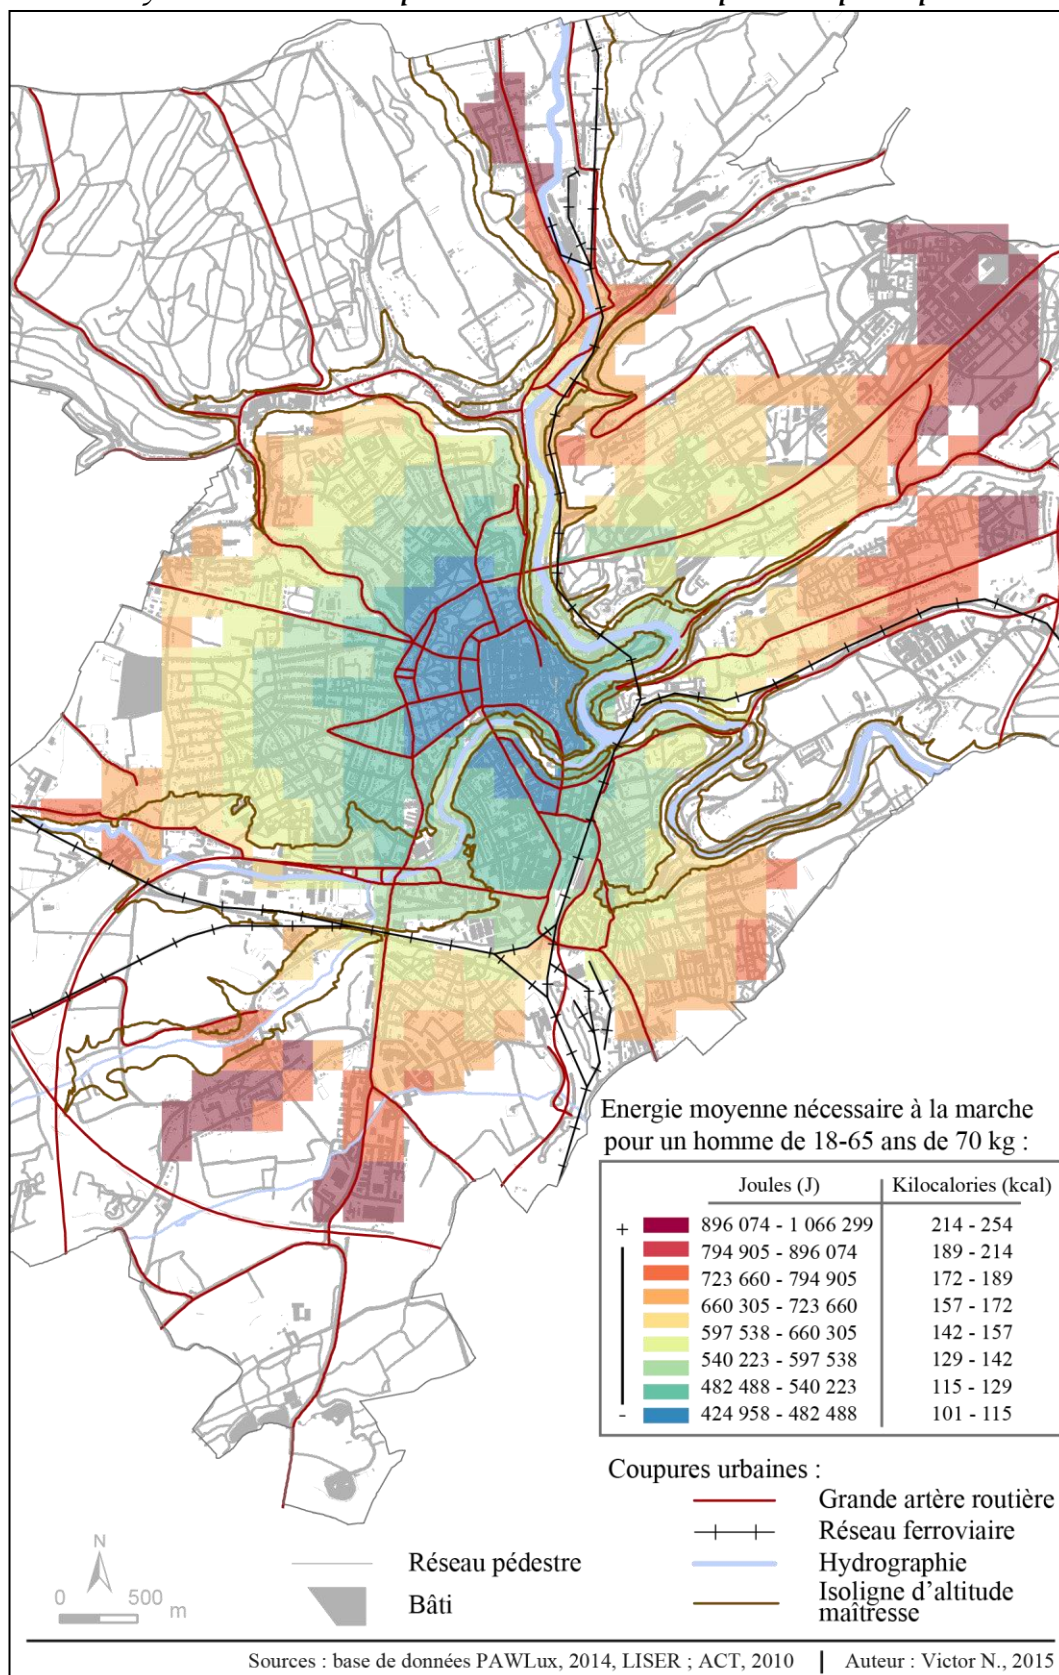 Energie moyenne nécessaire à la marche
pour un homme de 18-65 ans de 70 kg :
Joules (J) Kilocalories (kcal)
+ 896 074 - 1 066 299 214 - 254
794 905 - 896 074 189 - 214
723 660 - 794 905 172 - 189
660 305 - 723 660 157 - 172
597 538 - 660 305 142 - 157
540 223 - 597 538 129 - 142
482 488 - 540 223 115 - 129
- 424 958 - 482 488 101 - 115
Coupures urbaines :
Grande artère routière
Réseau ferroviaire
Hydrographie
Isoligne d'altitude
maîtresse
Réseau pédestre
Bâti
N
0 500 m
Sources : base de données PAWLux, 2014, LISER ; ACT, 2010 | Auteur : Victor N., 2015